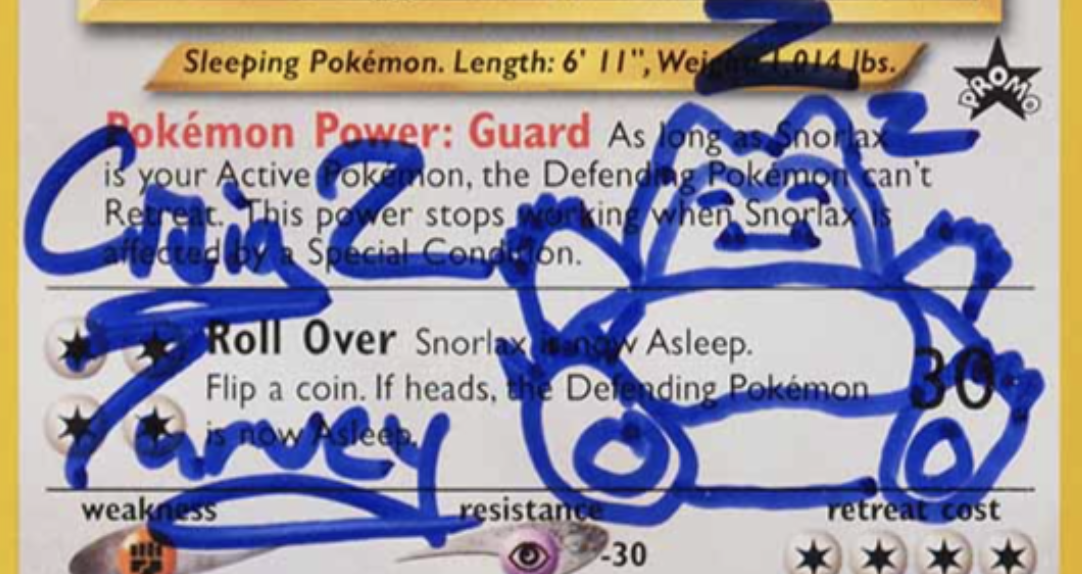 Sleeping Pokémon. Length: 6' 11", Weight: 1,014 lbs.
PROMO
Z
z
Pokémon Power: Guard As long as Snorlax
is your Active Pokémon, the Defending Pokémon can't
Retreat. This power stops working when Snorlax is
affected by a Special Condition.
Craig
Turvey
Roll Over Snorlax is now Asleep.
Flip a coin. If heads, the Defending Pokémon
is now Asleep.
30
weakness resistance retreat cost
-30